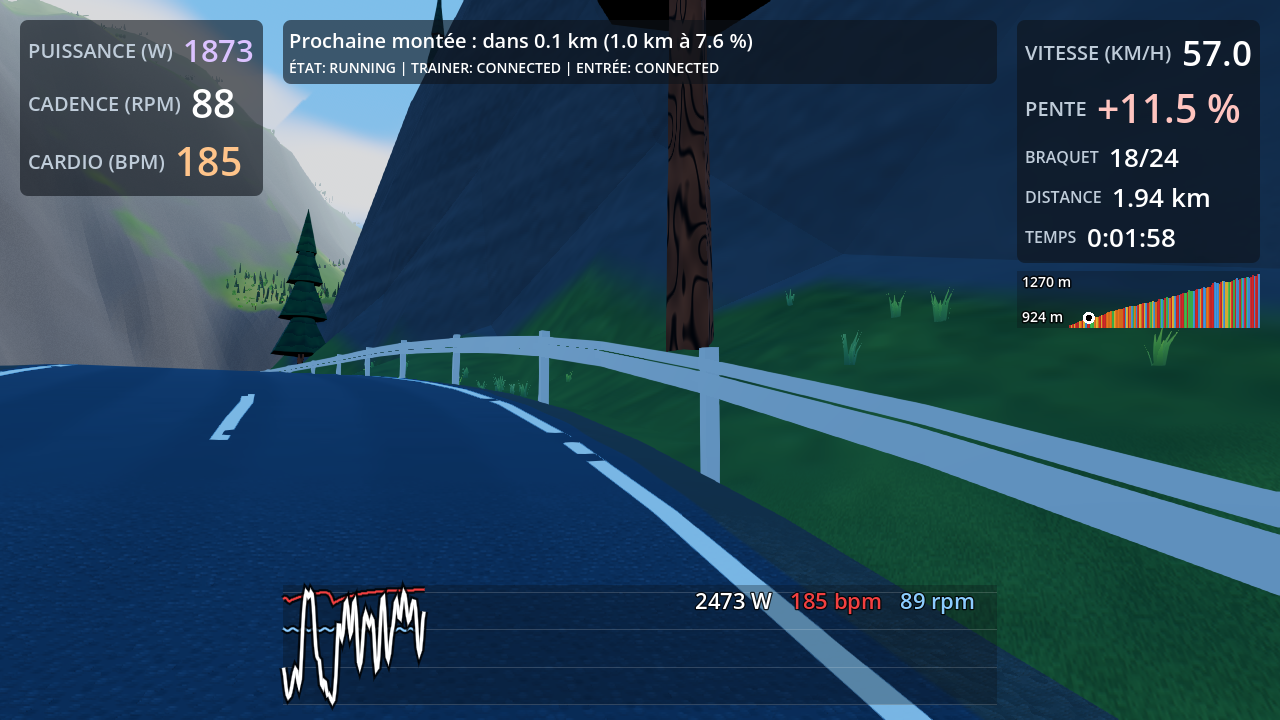 PUISSANCE (W) 1873
CADENCE (RPM) 88
CARDIO (BPM) 185
Prochaine montée : dans 0.1 km (1.0 km à 7.6 %)
ÉTAT: RUNNING | TRAINER: CONNECTED | ENTRÉE: CONNECTED
VITESSE (KM/H) 57.0
PENTE +11.5 %
BRAQUET 18/24
DISTANCE 1.94 km
TEMPS 0:01:58
1270 m
924 m
2473 W 185 bpm 89 rpm